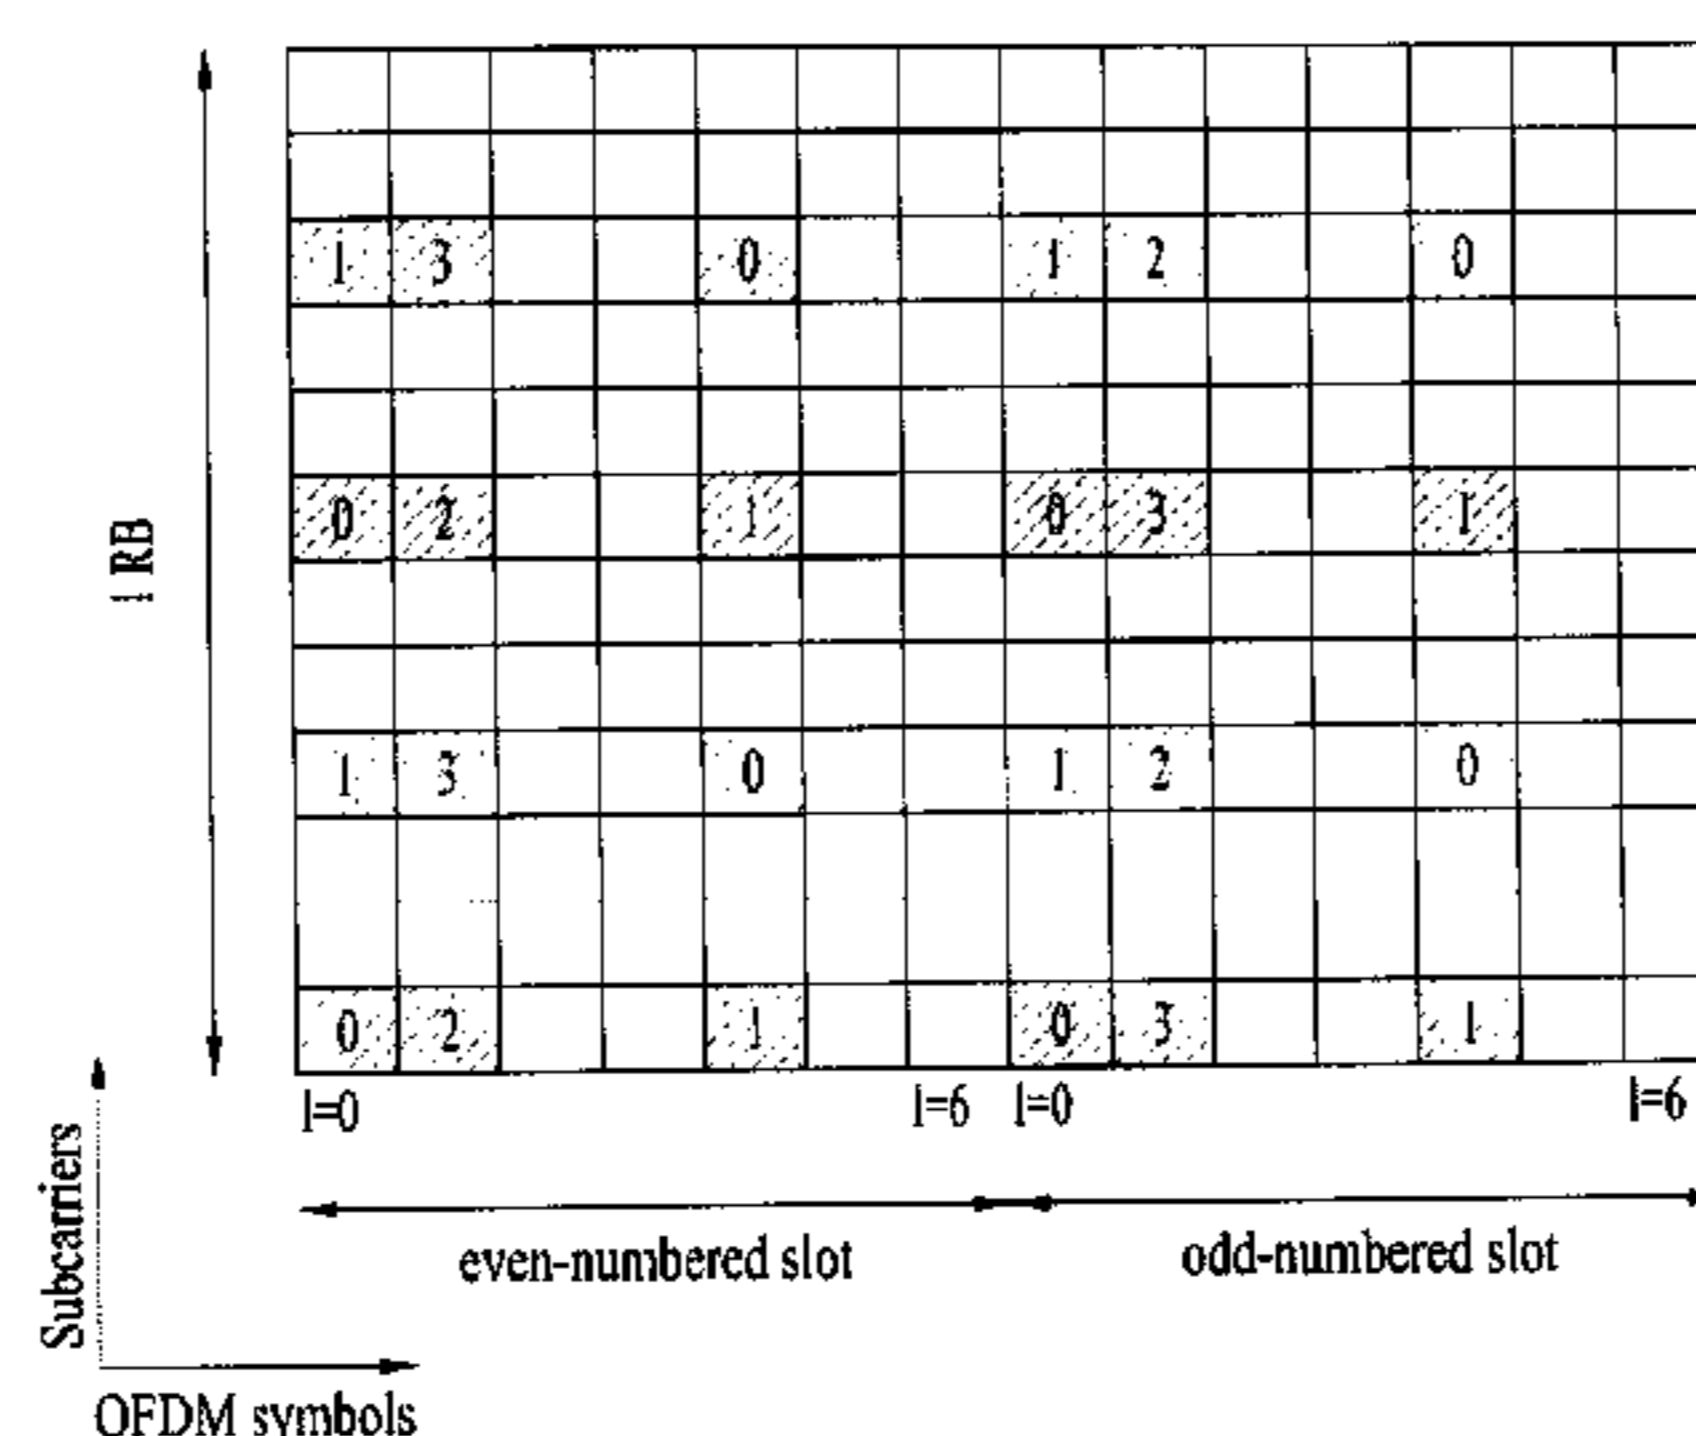 1 3 0 1 2 0
1 RB
0 2 1 0 3 1
1 3 0 1 2 0
0 2 1 0 3 1
l=0 l=6 l=0 l=6
even-numbered slot odd-numbered slot
Subcarriers
OFDM symbols